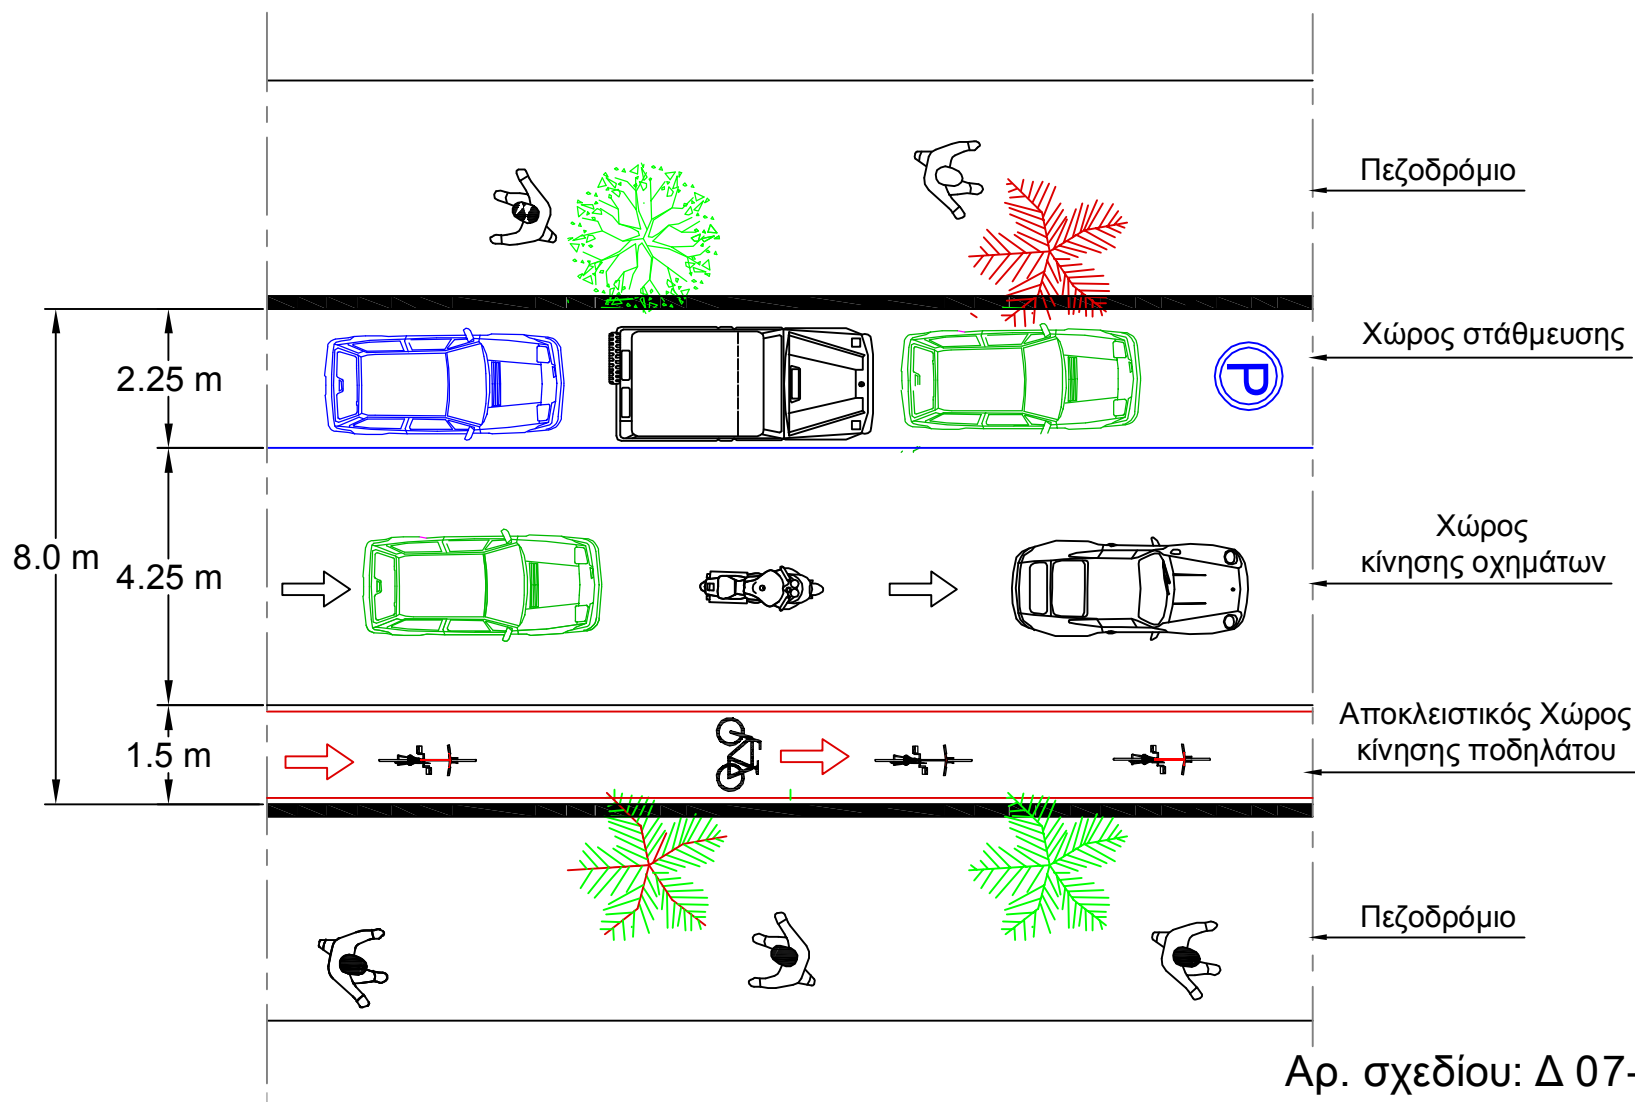 Πεζοδρόμιο
Χώρος στάθμευσης
P
2.25 m
8.0 m
4.25 m
Χώρος
κίνησης οχημάτων
1.5 m
Αποκλειστικός Χώρος
κίνησης ποδηλάτου
Πεζοδρόμιο
Αρ. σχεδίου: Δ 07-